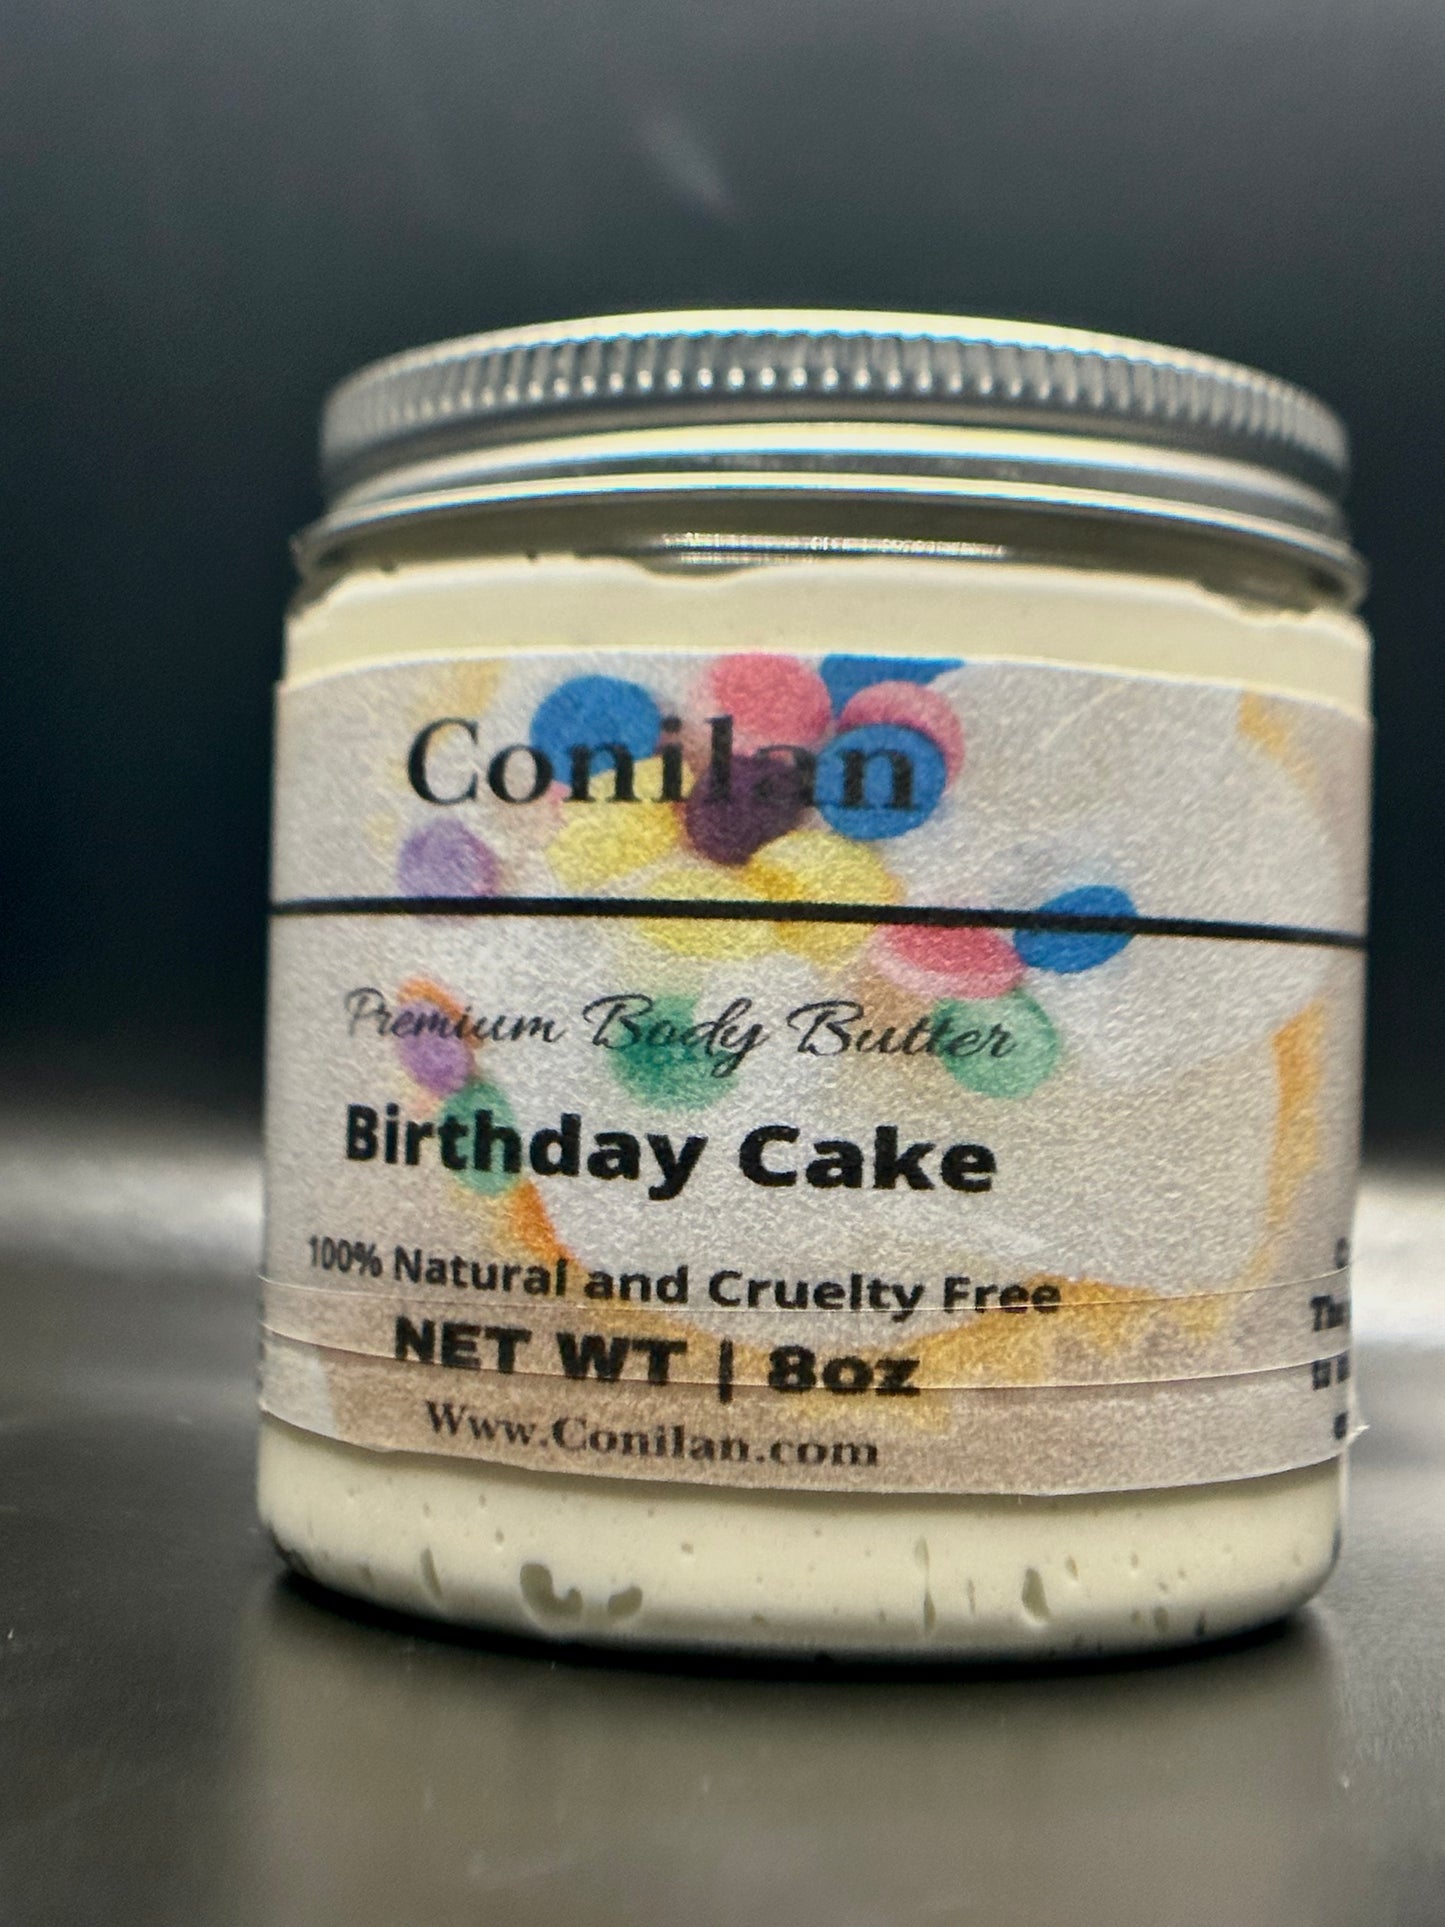 Conilan
Premium Body Butter
Birthday Cake
100% Natural and Cruelty Free
NET WT | 8oz
Www.Conilan.com